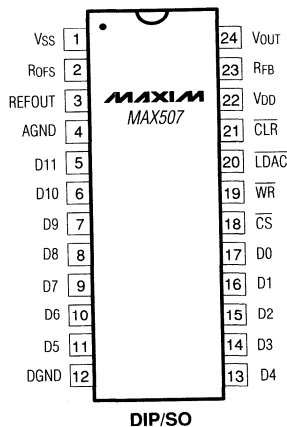 VSS 1 24 VOUT
ROFS 2 23 RFB
REFOUT 3 MAXIM 22 VDD
AGND 4 MAX507 21 CLR
D11 5 20 LDAC
D10 6 19 WR
D9 7 18 CS
D8 8 17 D0
D7 9 16 D1
D6 10 15 D2
D5 11 14 D3
DGND 12 13 D4
DIP/SO